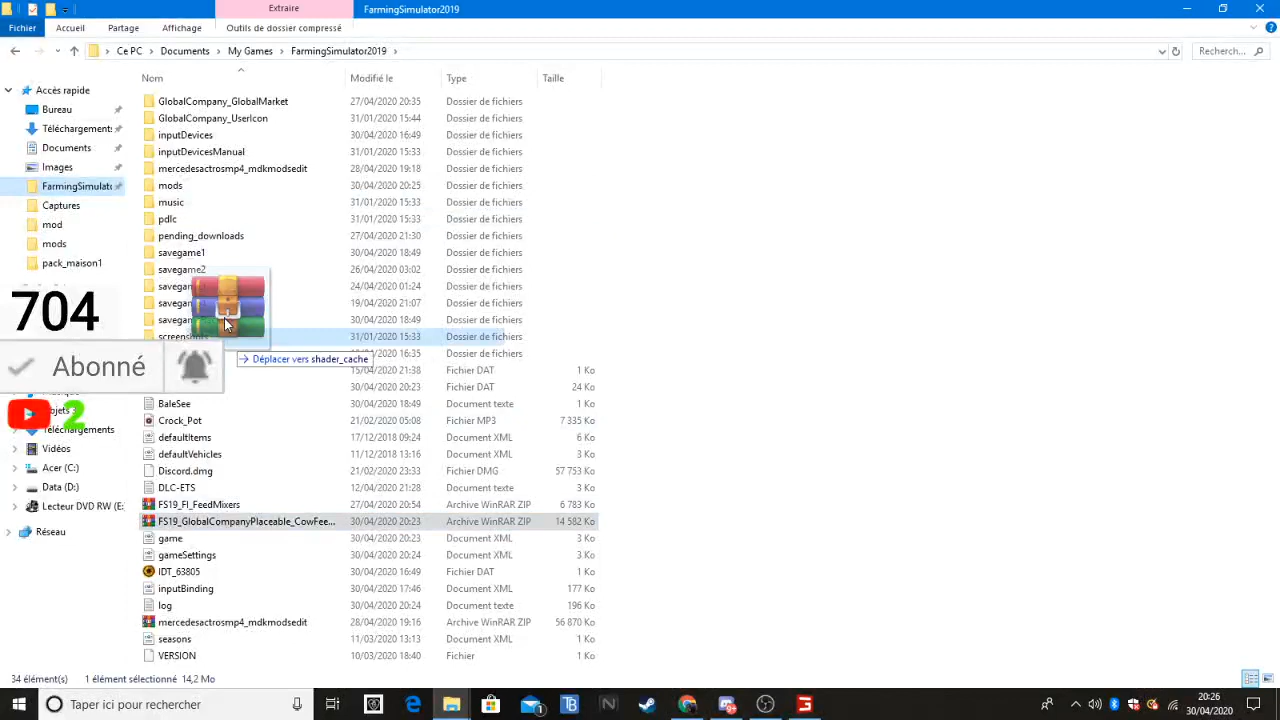 Extraire
FarmingSimulator2019
Fichier
Accueil
Partage
Affichage
Outils de dossier compressé
Ce PC
Documents
My Games
FarmingSimulator2019
Recherch...
Nom
Modifié le
Type
Taille
Accès rapide
Bureau
Téléchargement:
Documents
Images
FarmingSimulat
Captures
mod
mods
pack_maison1
704
Abonné
2
Téléchargements
Vidéos
Acer (C:)
Data (D:)
Lecteur DVD RW (E:
Réseau
GlobalCompany_GlobalMarket 27/04/2020 20:35 Dossier de fichiers
GlobalCompany_UserIcon 31/01/2020 15:44 Dossier de fichiers
inputDevices 30/04/2020 16:49 Dossier de fichiers
inputDevicesManual 31/01/2020 15:33 Dossier de fichiers
mercedesactrosmp4_mdkmodsedit 28/04/2020 19:18 Dossier de fichiers
mods 30/04/2020 20:25 Dossier de fichiers
music 31/01/2020 15:33 Dossier de fichiers
pdlc 31/01/2020 15:33 Dossier de fichiers
pending_downloads 27/04/2020 21:30 Dossier de fichiers
savegame1 30/04/2020 18:49 Dossier de fichiers
savegame2 26/04/2020 03:02 Dossier de fichiers
savegam 24/04/2020 01:24 Dossier de fichiers
savegam 19/04/2020 21:07 Dossier de fichiers
savegam 30/04/2020 18:49 Dossier de fichiers
screensh 31/01/2020 15:33 Dossier de fichiers
16:35 Dossier de fichiers
Déplacer vers shader_cache
15/04/2020 21:38 Fichier DAT 1 Ko
30/04/2020 20:23 Fichier DAT 24 Ko
BaleSee 30/04/2020 18:49 Document texte 1 Ko
Crock_Pot 21/02/2020 05:08 Fichier MP3 7 335 Ko
defaultItems 17/12/2018 09:24 Document XML 6 Ko
defaultVehicles 11/12/2018 13:16 Document XML 3 Ko
Discord.dmg 21/02/2020 23:33 Fichier DMG 57 753 Ko
DLC-ETS 12/04/2020 21:28 Document texte 1 Ko
FS19_FI_FeedMixers 27/04/2020 20:54 Archive WinRAR ZIP 6 783 Ko
FS19_GlobalCompanyPlaceable_CowFee... 30/04/2020 20:23 Archive WinRAR ZIP 14 582 Ko
game 30/04/2020 20:23 Document XML 3 Ko
gameSettings 30/04/2020 20:24 Document XML 3 Ko
IDT_63805 30/04/2020 16:49 Fichier DAT 1 Ko
inputBinding 30/04/2020 17:46 Document XML 177 Ko
log 30/04/2020 20:24 Document texte 196 Ko
mercedesactrosmp4_mdkmodsedit 28/04/2020 19:16 Archive WinRAR ZIP 56 870 Ko
seasons 11/03/2020 13:13 Document XML 1 Ko
VERSION 10/03/2020 18:40 Fichier 1 Ko
34 élément(s)
1 élément sélectionné 14,2 Mo
Taper ici pour rechercher
20:26
30/04/2020